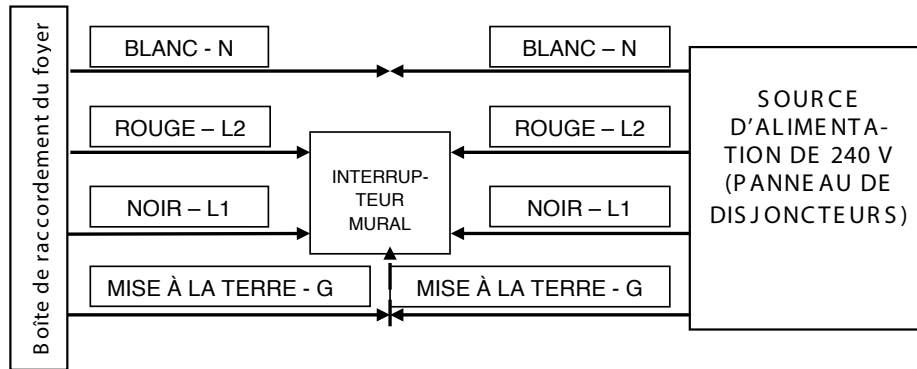 Boîte de raccordement du foyer
BLANC - N
BLANC – N
ROUGE – L2
ROUGE – L2
INTERRUP-
TEUR
MURAL
NOIR – L1
NOIR – L1
MISE À LA TERRE - G
MISE À LA TERRE - G
SOURCE
D'ALIMENTA-
TION DE 240 V
(PANNEAU DE
DISJONCTEURS)